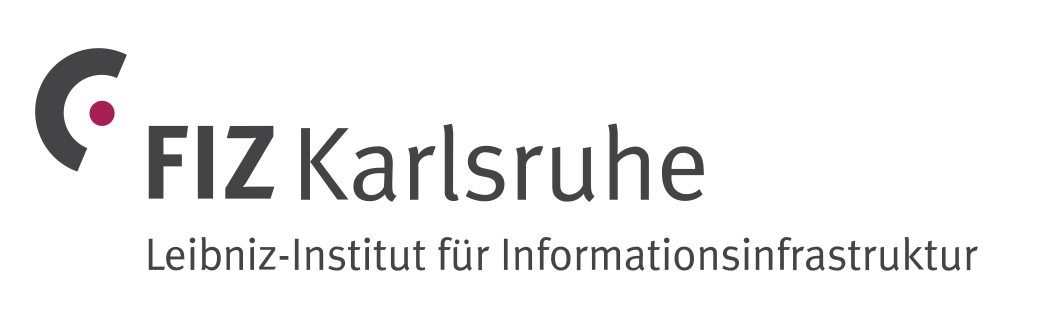 FIZ Karlsruhe
Leibniz-Institut für Informationsinfrastruktur